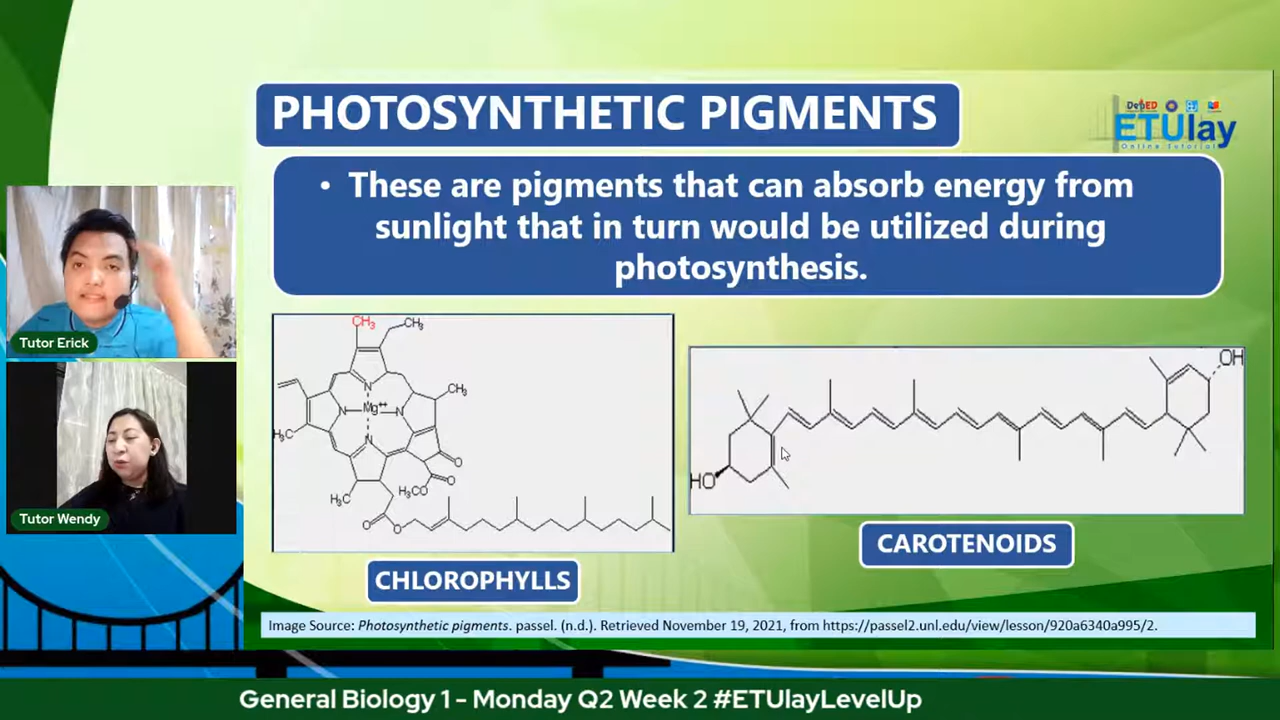 PHOTOSYNTHETIC PIGMENTS
DepED
ETUlay
Online Tutorial
• These are pigments that can absorb energy from
sunlight that in turn would be utilized during
photosynthesis.
Tutor Erick
Tutor Wendy
CH₃
CH₃
CH₃
N
Mg⁺⁺
N
N
N
H₃C
O
O
H₃CO
H₃C
O
O
OH
HO
CHLOROPHYLLS
CAROTENOIDS
Image Source: Photosynthetic pigments. passel. (n.d.). Retrieved November 19, 2021, from https://passel2.unl.edu/view/lesson/920a6340a995/2.
General Biology 1 - Monday Q2 Week 2 #ETUlayLevelUp